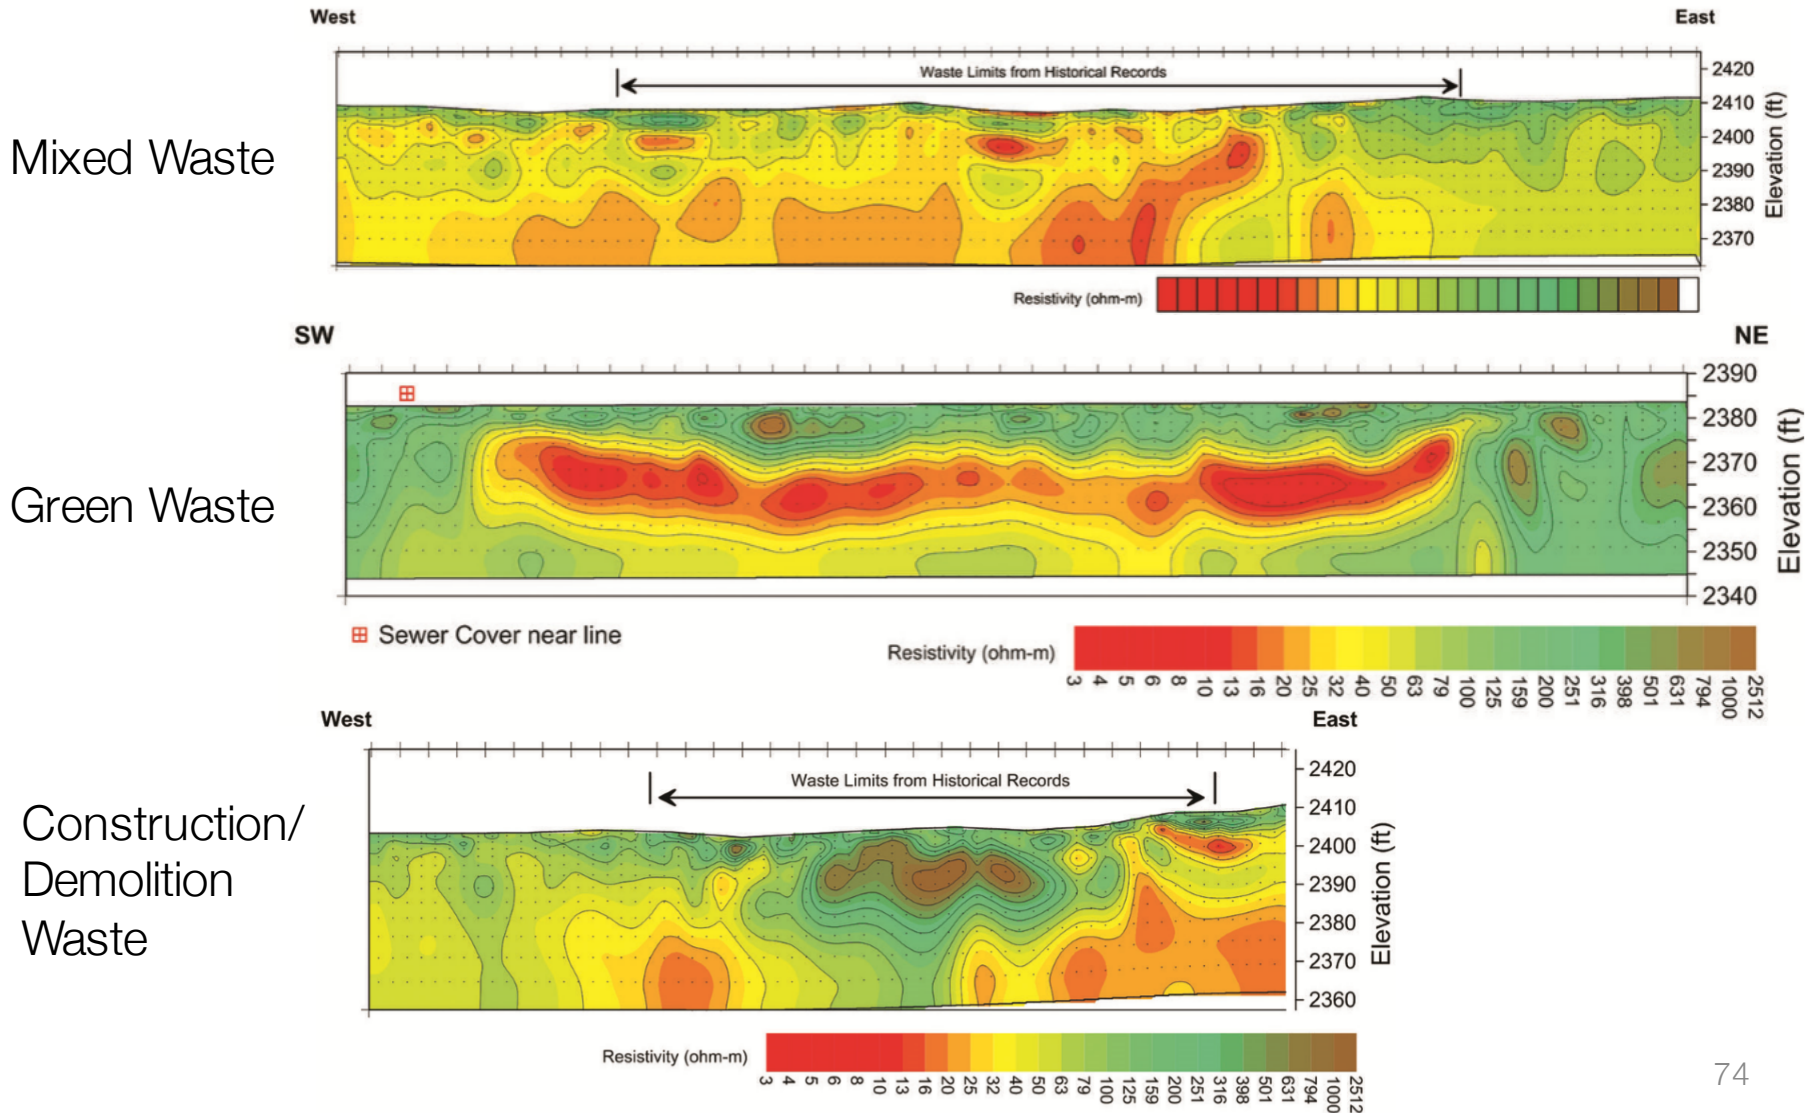 West East
Waste Limits from Historical Records
2420
2410
2400
2390
2380
2370
Elevation (ft)
Mixed Waste
Resistivity (ohm-m)
SW NE
2390
2380
2370
2360
2350
2340
Elevation (ft)
Green Waste
Sewer Cover near line
Resistivity (ohm-m)
3 4 5 6 8 10 13 16 20 25 32 40 50 63 79 100 125 159 200 251 316 398 501 631 794 1000 2512
West East
Waste Limits from Historical Records
2420
2410
2400
2390
2380
2370
2360
Elevation (ft)
Construction/
Demolition
Waste
Resistivity (ohm-m)
3 4 5 6 8 10 13 16 20 25 32 40 50 63 79 100 125 159 200 251 316 398 501 631 794 1000 2512
74